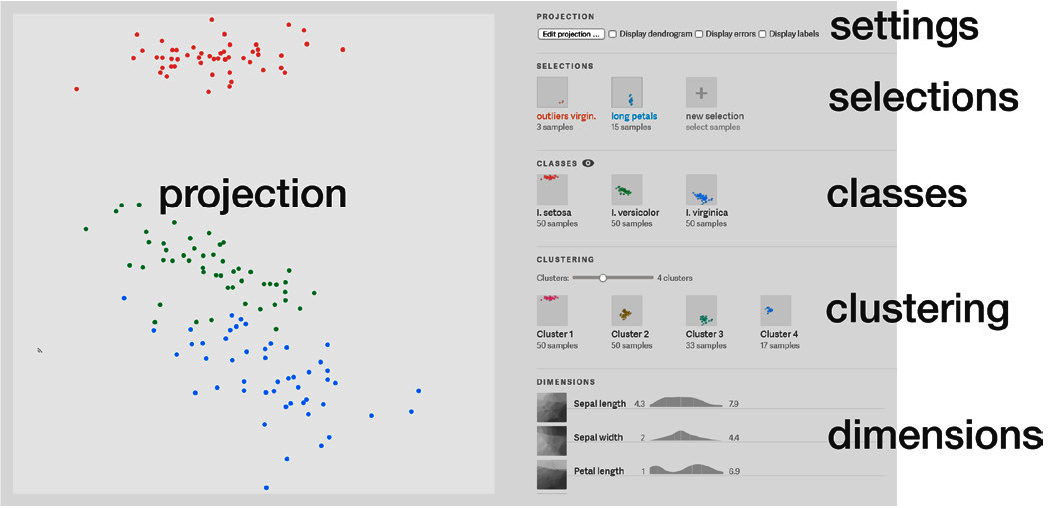 PROJECTION
settings
Edit projection ... Display dendrogram Display errors Display labels
SELECTIONS
selections
outliers virgin. long petals new selection
3 samples 15 samples select samples
projection
CLASSES
classes
I. setosa I. versicolor I. virginica
50 samples 50 samples 50 samples
CLUSTERING
Clusters: 4 clusters
clustering
Cluster 1 Cluster 2 Cluster 3 Cluster 4
50 samples 50 samples 33 samples 17 samples
DIMENSIONS
Sepal length 4.3 7.9
dimensions
Sepal width 2 4.4
Petal length 1 6.9